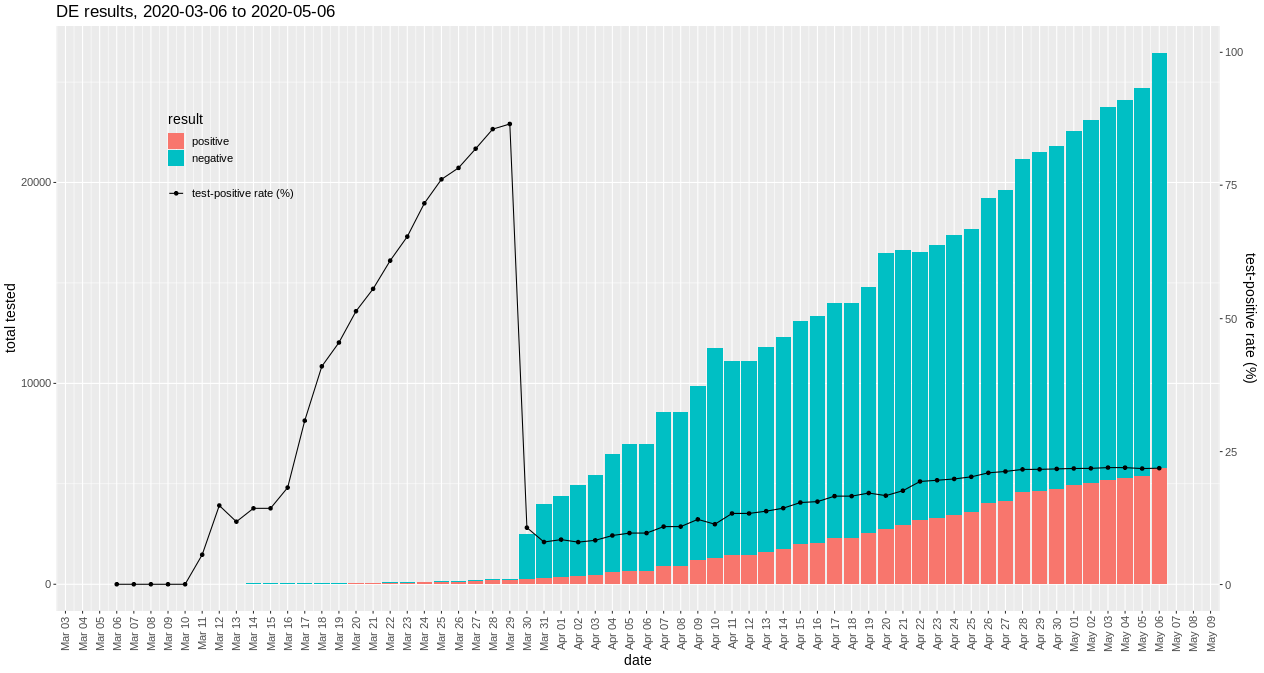 DE results, 2020-03-06 to 2020-05-06
result
positive
negative
test-positive rate (%)
total tested
20000
10000
0
100
75
50
25
0
test-positive rate (%)
Mar 03
Mar 04
Mar 05
Mar 06
Mar 07
Mar 08
Mar 09
Mar 10
Mar 11
Mar 12
Mar 13
Mar 14
Mar 15
Mar 16
Mar 17
Mar 18
Mar 19
Mar 20
Mar 21
Mar 22
Mar 23
Mar 24
Mar 25
Mar 26
Mar 27
Mar 28
Mar 29
Mar 30
Mar 31
Apr 01
Apr 02
Apr 03
Apr 04
Apr 05
Apr 06
Apr 07
Apr 08
Apr 09
Apr 10
Apr 11
Apr 12
Apr 13
Apr 14
Apr 15
Apr 16
Apr 17
Apr 18
Apr 19
Apr 20
Apr 21
Apr 22
Apr 23
Apr 24
Apr 25
Apr 26
Apr 27
Apr 28
Apr 29
Apr 30
May 01
May 02
May 03
May 04
May 05
May 06
May 07
May 08
May 09
date